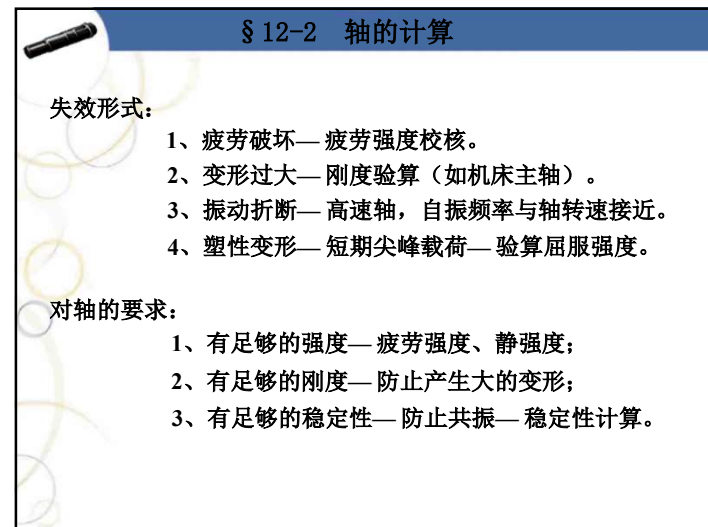 §12-2 轴的计算
失效形式：
1、疲劳破坏—疲劳强度校核。
2、变形过大—刚度验算（如机床主轴）。
3、振动折断—高速轴，自振频率与轴转速接近。
4、塑性变形—短期尖峰载荷—验算屈服强度。
对轴的要求：
1、有足够的强度—疲劳强度、静强度；
2、有足够的刚度—防止产生大的变形；
3、有足够的稳定性—防止共振—稳定性计算。